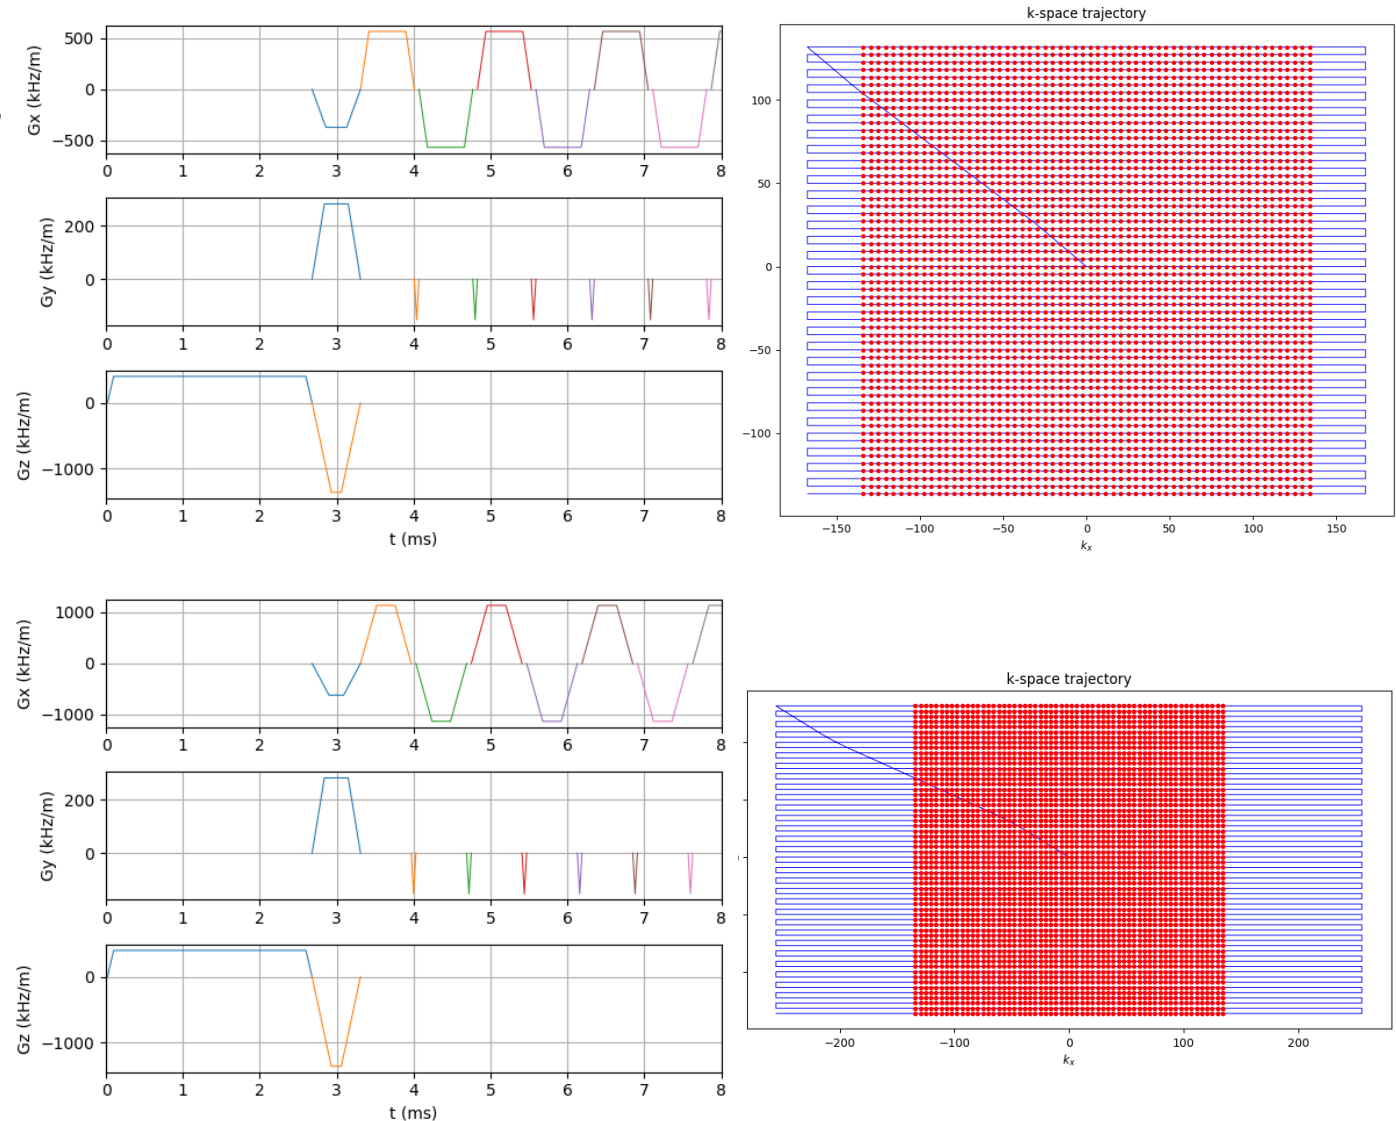 Gx (kHz/m)
500
0
−500
0 1 2 3 4 5 6 7 8
Gy (kHz/m)
200
0
0 1 2 3 4 5 6 7 8
Gz (kHz/m)
0
−1000
0 1 2 3 4 5 6 7 8
t (ms)
k-space trajectory
100
50
0
−50
−100
−150 −100 −50 0 50 100 150
kₓ
Gx (kHz/m)
1000
0
−1000
0 1 2 3 4 5 6 7 8
Gy (kHz/m)
200
0
0 1 2 3 4 5 6 7 8
Gz (kHz/m)
0
−1000
0 1 2 3 4 5 6 7 8
t (ms)
k-space trajectory
−200 −100 0 100 200
kₓ